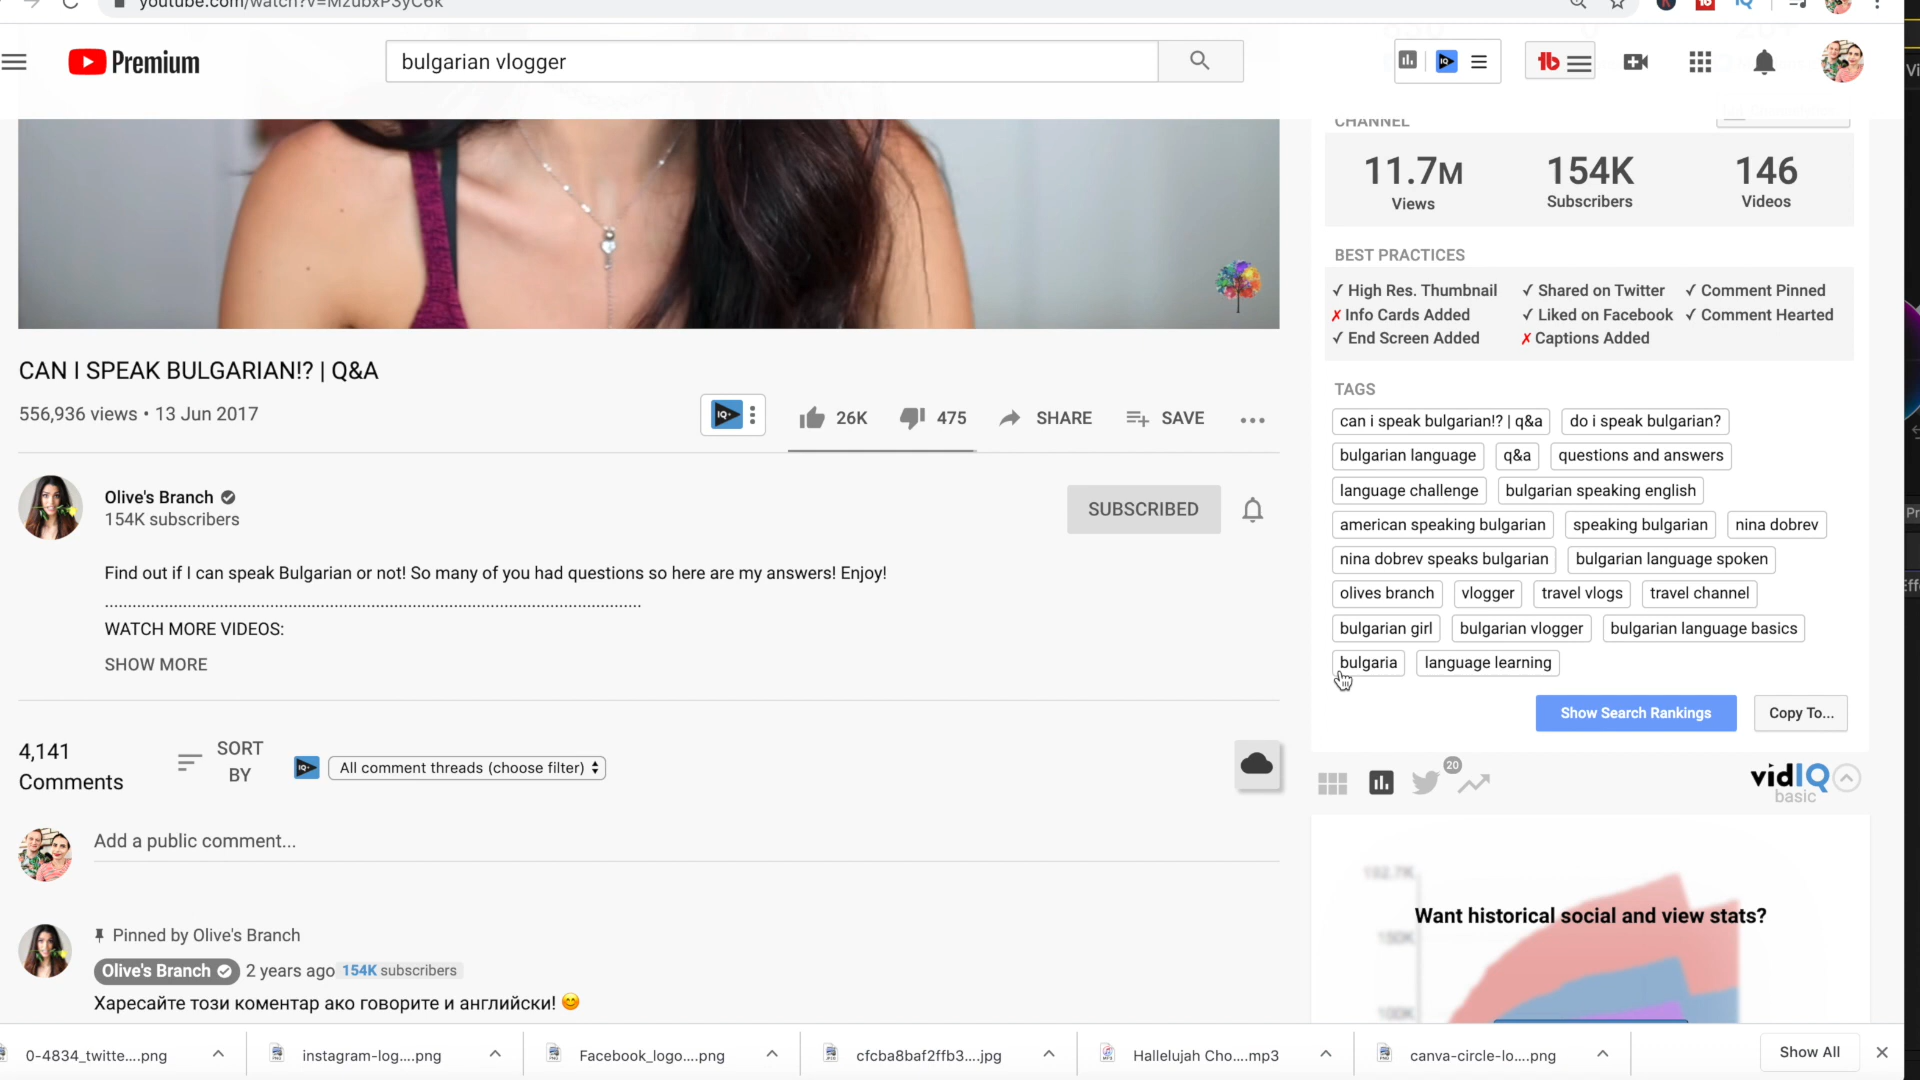 youtube.com/watch?v=MzubxP3yC6k
Premium
bulgarian vlogger
CHANNEL
11.7M 154K 146
Views Subscribers Videos
BEST PRACTICES
✓ High Res. Thumbnail ✓ Shared on Twitter ✓ Comment Pinned
✗ Info Cards Added ✓ Liked on Facebook ✓ Comment Hearted
✓ End Screen Added ✗ Captions Added
CAN I SPEAK BULGARIAN!? | Q&A
556,936 views • 13 Jun 2017
26K 475 SHARE SAVE
TAGS
can i speak bulgarian!? | q&a do i speak bulgarian?
bulgarian language q&a questions and answers
language challenge bulgarian speaking english
american speaking bulgarian speaking bulgarian nina dobrev
nina dobrev speaks bulgarian bulgarian language spoken
olives branch vlogger travel vlogs travel channel
bulgarian girl bulgarian vlogger bulgarian language basics
bulgaria language learning
Show Search Rankings Copy To...
Olive's Branch
154K subscribers
SUBSCRIBED
Find out if I can speak Bulgarian or not! So many of you had questions so here are my answers! Enjoy!
WATCH MORE VIDEOS:
SHOW MORE
4,141
Comments
SORT
BY
All comment threads (choose filter)
20
vidIQ
basic
Add a public comment...
Want historical social and view stats?
Pinned by Olive's Branch
Olive's Branch 2 years ago 154K subscribers
Харесайте този коментар ако говорите и английски! 😊
0-4834_twitte....png instagram-log....png Facebook_logo....png cfcba8baf2ffb3....jpg Hallelujah Cho....mp3 canva-circle-lo....png Show All